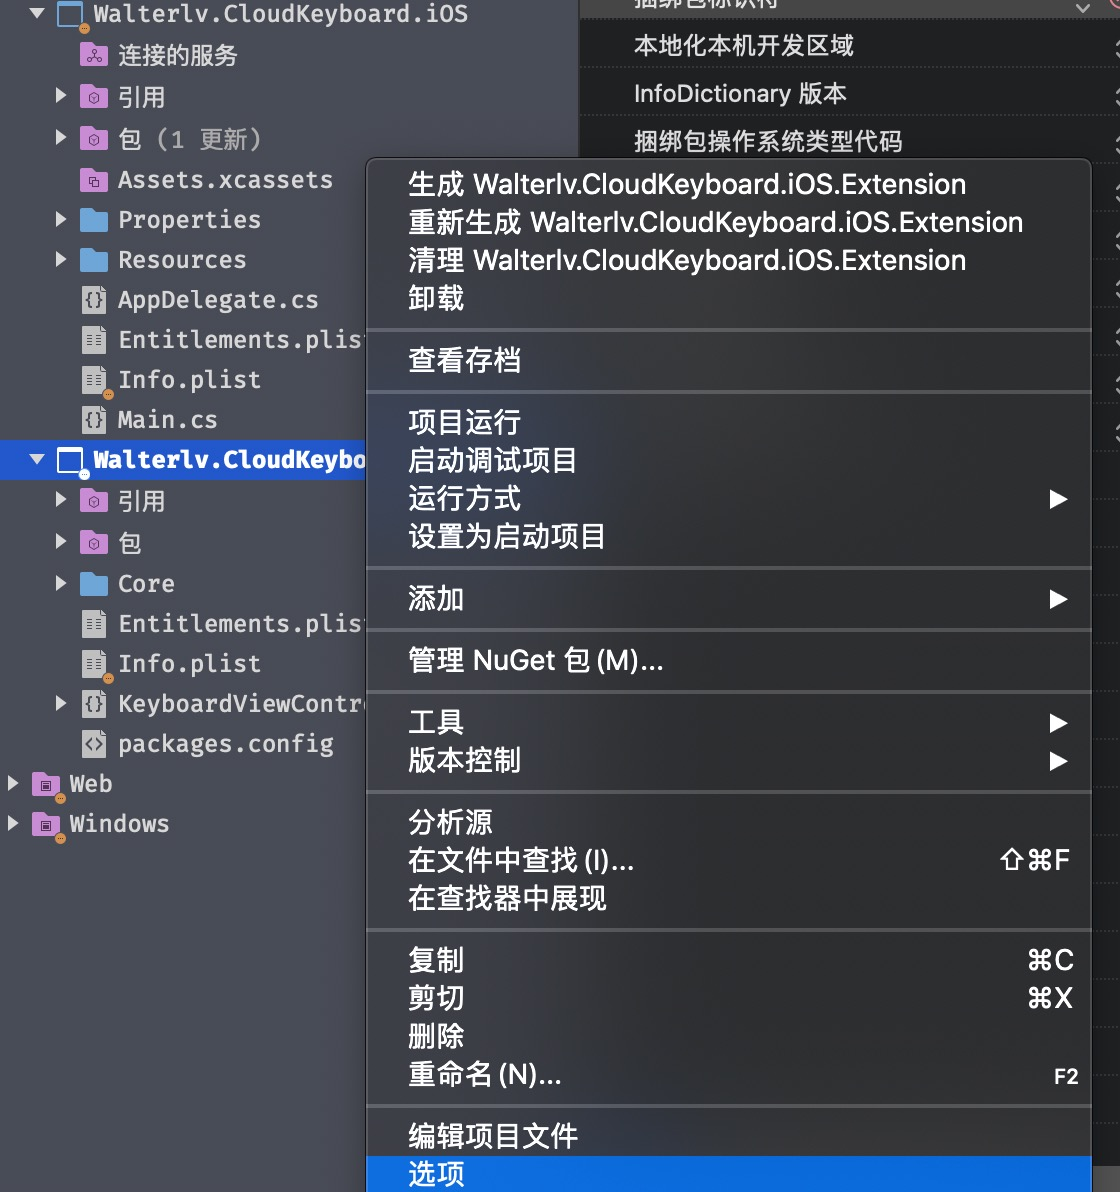 Walterlv.CloudKeyboard.iOS
连接的服务
引用
包 (1 更新)
Assets.xcassets
Properties
Resources
AppDelegate.cs
Entitlements.plis
Info.plist
Main.cs
Walterlv.CloudKeybo
引用
包
Core
Entitlements.plis
Info.plist
KeyboardViewContr
packages.config
Web
Windows
捆绑包标识符
本地化本机开发区域
InfoDictionary 版本
捆绑包操作系统类型代码
生成 Walterlv.CloudKeyboard.iOS.Extension
重新生成 Walterlv.CloudKeyboard.iOS.Extension
清理 Walterlv.CloudKeyboard.iOS.Extension
卸载
查看存档
项目运行
启动调试项目
运行方式
设置为启动项目
添加
管理 NuGet 包(M)...
工具
版本控制
分析源
在文件中查找(I)... ⇧⌘F
在查找器中展现
复制 ⌘C
剪切 ⌘X
删除
重命名(N)... F2
编辑项目文件
选项